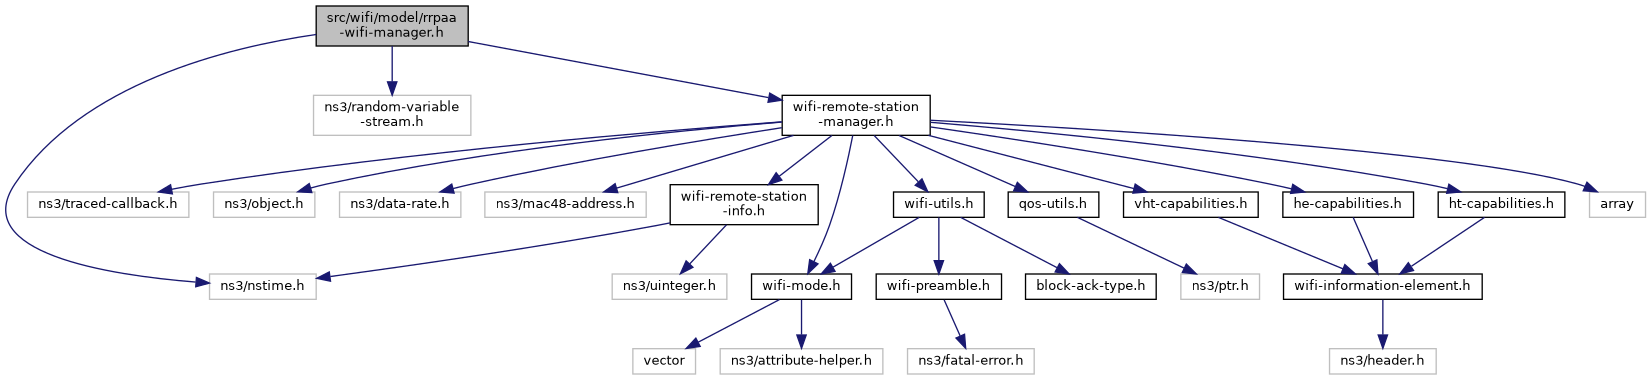 src/wifi/model/rrpaa
-wifi-manager.h
ns3/random-variable
-stream.h
wifi-remote-station
-manager.h
ns3/traced-callback.h
ns3/object.h
ns3/data-rate.h
ns3/mac48-address.h
wifi-remote-station
-info.h
wifi-utils.h
qos-utils.h
vht-capabilities.h
he-capabilities.h
ht-capabilities.h
array
ns3/nstime.h
ns3/uinteger.h
wifi-mode.h
wifi-preamble.h
block-ack-type.h
ns3/ptr.h
wifi-information-element.h
vector
ns3/attribute-helper.h
ns3/fatal-error.h
ns3/header.h